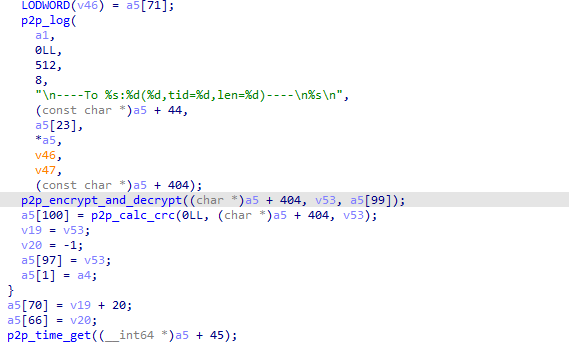 LODWORD(v46) = a5[71];
p2p_log(
a1,
0LL,
512,
8,
"\n----To %s:%d(%d,tid=%d,len=%d)----\n%s\n",
(const char *)a5 + 44,
a5[23],
*a5,
v46,
v47,
(const char *)a5 + 404);
p2p_encrypt_and_decrypt((char *)a5 + 404, v53, a5[99]);
a5[100] = p2p_calc_crc(0LL, (char *)a5 + 404, v53);
v19 = v53;
v20 = -1;
a5[97] = v53;
a5[1] = a4;
}
a5[70] = v19 + 20;
a5[66] = v20;
p2p_time_get((__int64 *)a5 + 45);